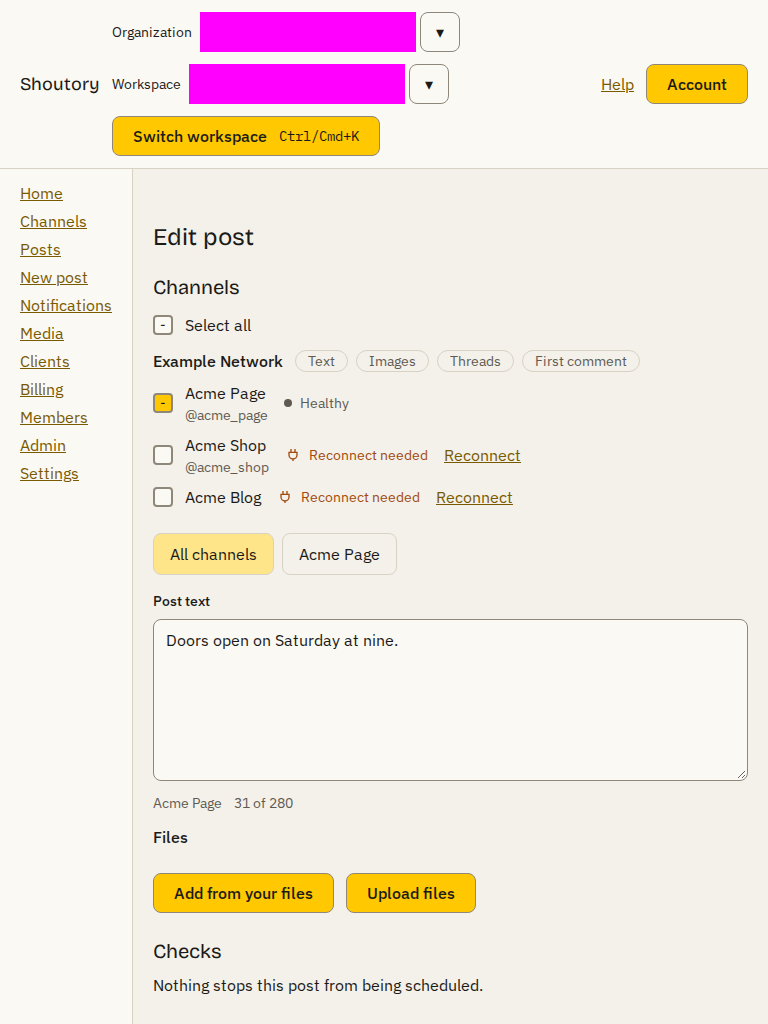 Organization
▼
Shoutory
Workspace
▼
Help
Account
Switch workspace Ctrl/Cmd+K
Home
Channels
Posts
New post
Notifications
Media
Clients
Billing
Members
Admin
Settings
Edit post
Channels
- Select all
Example Network Text Images Threads First comment
- Acme Page
@acme_page
Healthy
Acme Shop
@acme_shop
Reconnect needed Reconnect
Acme Blog Reconnect needed Reconnect
All channels Acme Page
Post text
Doors open on Saturday at nine.
Acme Page 31 of 280
Files
Add from your files Upload files
Checks
Nothing stops this post from being scheduled.